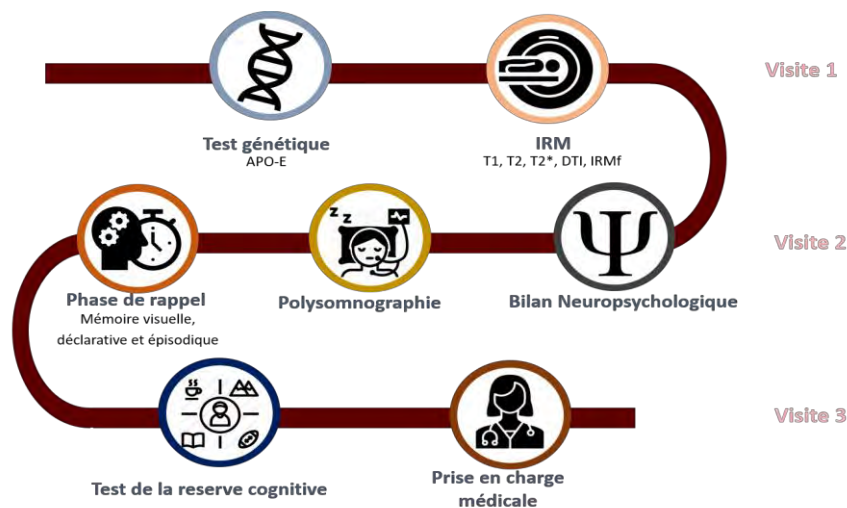 Visite 1
Test génétique
APO-E
IRM
T1, T2, T2*, DTI, IRMf
Visite 2
Phase de rappel
Mémoire visuelle,
déclarative et épisodique
z z
Polysomnographie
Ψ
Bilan Neuropsychologique
Visite 3
Test de la reserve cognitive
Prise en charge
médicale